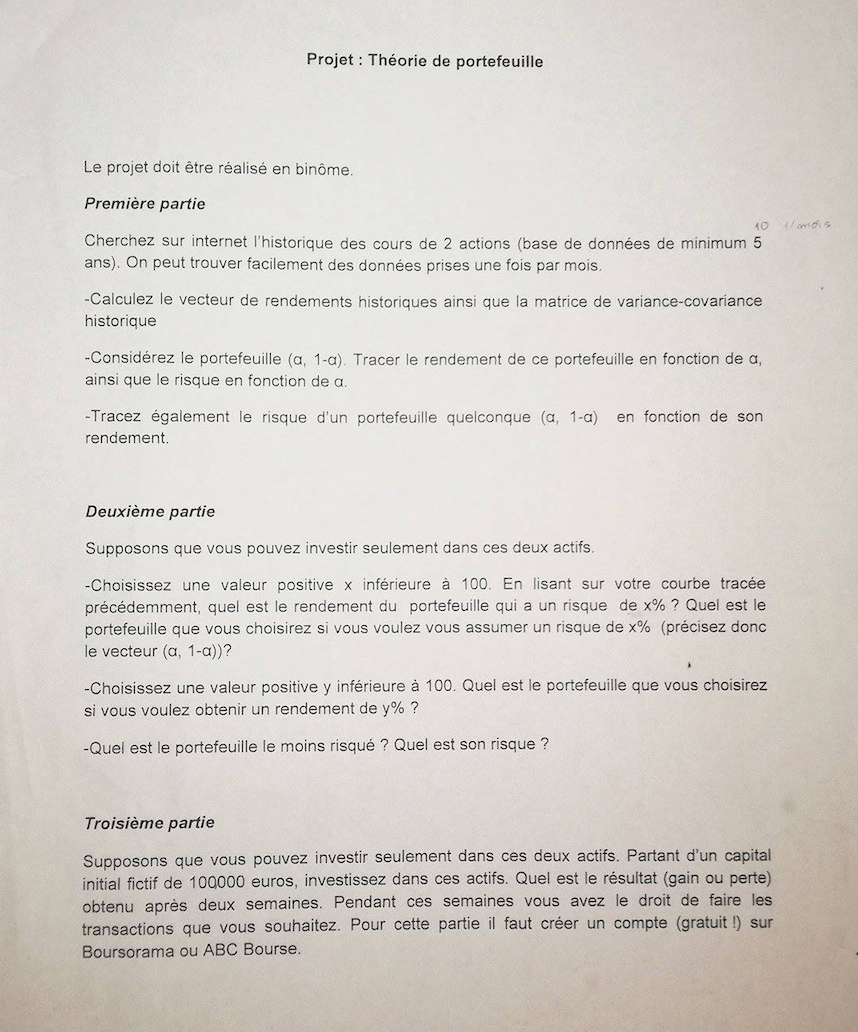 Projet : Théorie de portefeuille
Le projet doit être réalisé en binôme.
Première partie
10
Cherchez sur internet l'historique des cours de 2 actions (base de données de minimum 5
ans). On peut trouver facilement des données prises une fois par mois.
-Calculez le vecteur de rendements historiques ainsi que la matrice de variance-covariance
historique
-Considérez le portefeuille (α, 1-α). Tracer le rendement de ce portefeuille en fonction de α,
ainsi que le risque en fonction de α.
-Tracez également le risque d'un portefeuille quelconque (α, 1-α) en fonction de son
rendement.
Deuxième partie
Supposons que vous pouvez investir seulement dans ces deux actifs.
-Choisissez une valeur positive x inférieure à 100. En lisant sur votre courbe tracée
précédemment, quel est le rendement du portefeuille qui a un risque de x% ? Quel est le
portefeuille que vous choisirez si vous voulez vous assumer un risque de x% (précisez donc
le vecteur (α, 1-α))?
-Choisissez une valeur positive y inférieure à 100. Quel est le portefeuille que vous choisirez
si vous voulez obtenir un rendement de y% ?
-Quel est le portefeuille le moins risqué ? Quel est son risque ?
Troisième partie
Supposons que vous pouvez investir seulement dans ces deux actifs. Partant d'un capital
initial fictif de 100000 euros, investissez dans ces actifs. Quel est le résultat (gain ou perte)
obtenu après deux semaines. Pendant ces semaines vous avez le droit de faire les
transactions que vous souhaitez. Pour cette partie il faut créer un compte (gratuit !) sur
Boursorama ou ABC Bourse.